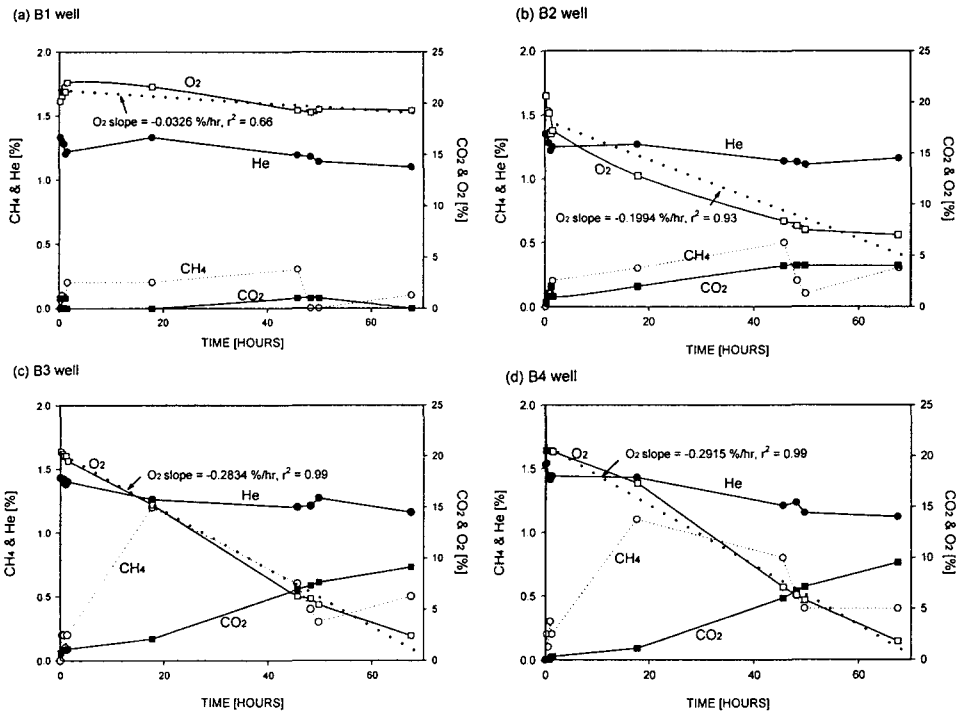 (a) B1 well
CH4 & He [%]
2.0
1.5
1.0
0.5
0.0
O2
O2 slope = -0.0326 %/hr, r2 = 0.66
He
CH4
CO2
25
20
15
10
5
0
CO2 & O2 [%]
0 20 40 60
TIME [HOURS]
(b) B2 well
CH4 & He [%]
2.0
1.5
1.0
0.5
0.0
He
O2
O2 slope = -0.1994 %/hr, r2 = 0.93
CH4
CO2
25
20
15
10
5
0
CO2 & O2 [%]
0 20 40 60
TIME [HOURS]
(c) B3 well
CH4 & He [%]
2.0
1.5
1.0
0.5
0.0
O2
O2 slope = -0.2834 %/hr, r2 = 0.99
He
CH4
CO2
25
20
15
10
5
0
CO2 & O2 [%]
0 20 40 60
TIME [HOURS]
(d) B4 well
CH4 & He [%]
2.0
1.5
1.0
0.5
0.0
O2
O2 slope = -0.2915 %/hr, r2 = 0.99
He
CH4
CO2
25
20
15
10
5
0
CO2 & O2 [%]
0 20 40 60
TIME [HOURS]